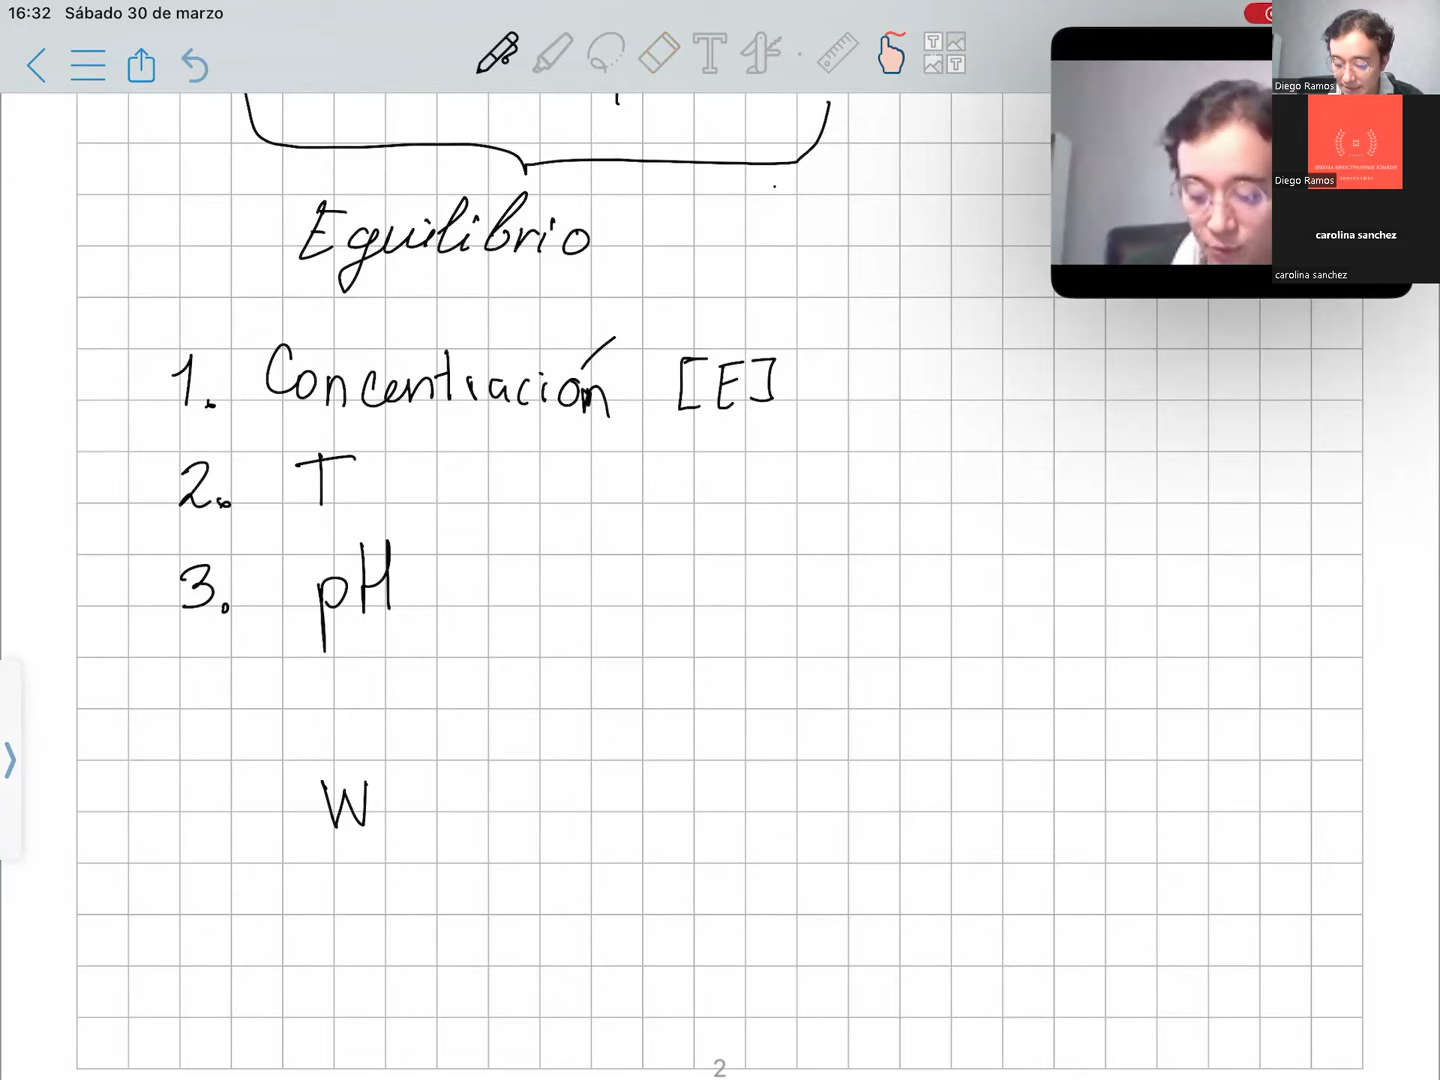 16:32 Sábado 30 de marzo
Diego Ramos
Diego Ramos
carolina sanchez
carolina sanchez
Equilibrio
1. Concentración [E]
2. T
3. pH
W
2